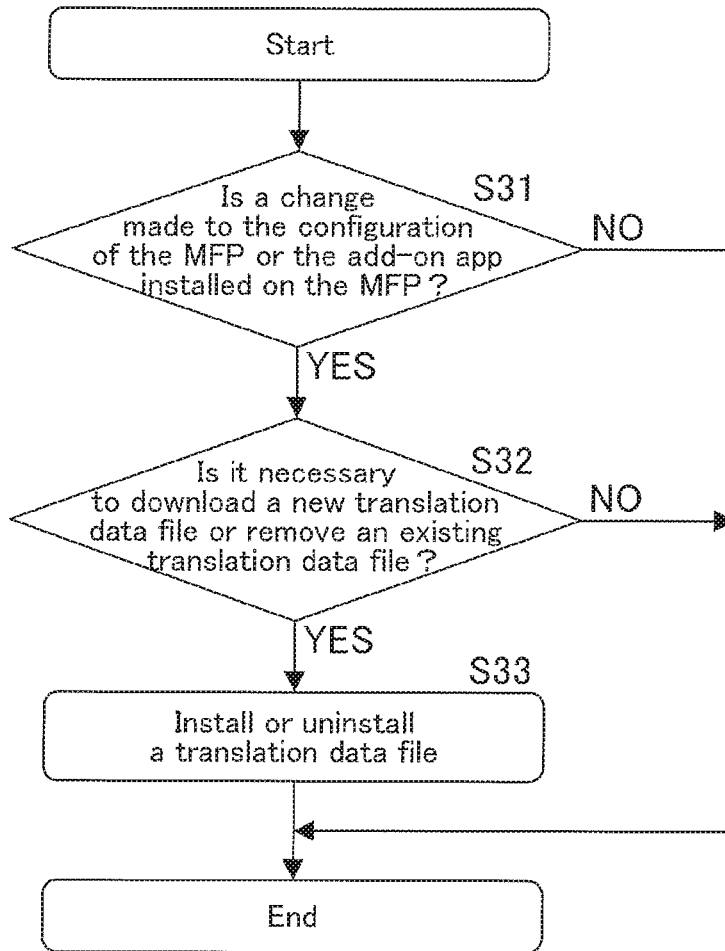 Start
S31
Is a change
made to the configuration
of the MFP or the add-on app
installed on the MFP?
NO
YES
S32
Is it necessary
to download a new translation
data file or remove an existing
translation data file?
NO
YES
S33
Install or uninstall
a translation data file
End